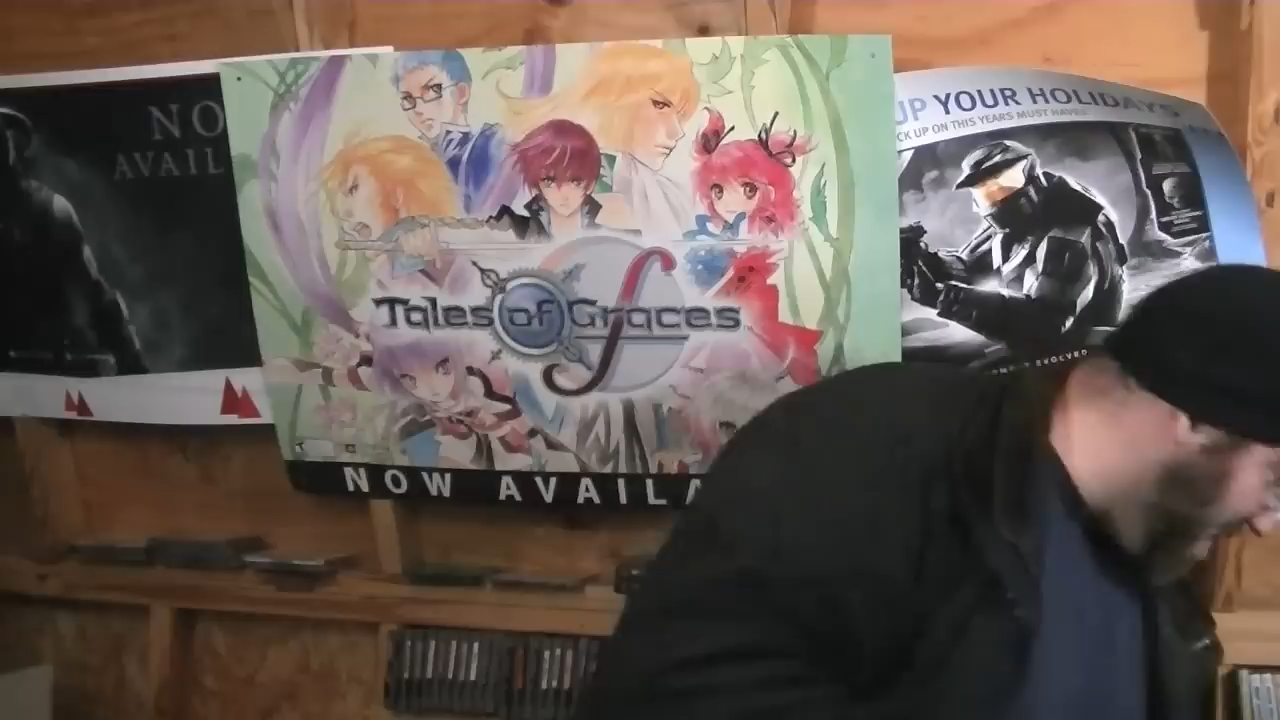 NO
AVAIL
UP YOUR HOLIDAYS
CK UP ON THIS YEARS MUST HAVE
Tales of Graces f
EVOLVED
NOW AVAILA